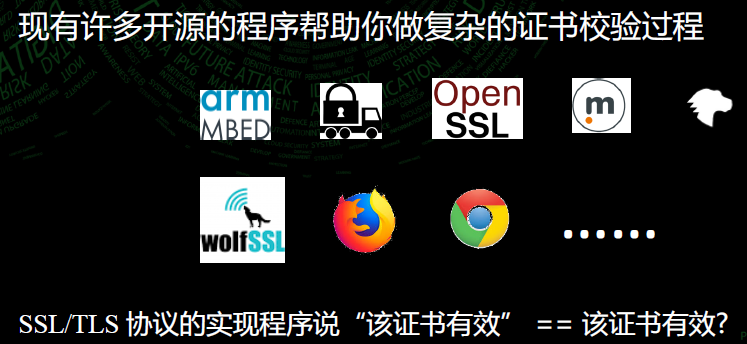 现有许多开源的程序帮助你做复杂的证书校验过程
arm
MBED
Open
SSL
m
wolfSSL
......
SSL/TLS 协议的实现程序说“该证书有效” == 该证书有效?